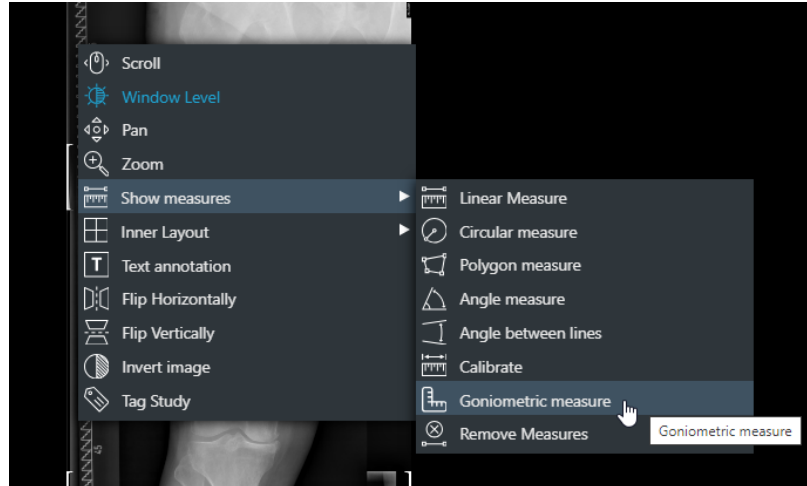 Scroll
Window Level
Pan
Zoom
Show measures
Inner Layout
T Text annotation
Flip Horizontally
Flip Vertically
Invert image
Tag Study
Linear Measure
Circular measure
Polygon measure
Angle measure
Angle between lines
Calibrate
Goniometric measure
Remove Measures
Goniometric measure
45